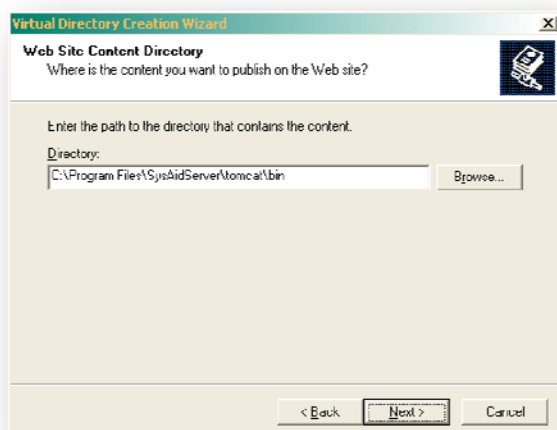 Virtual Directory Creation Wizard
Web Site Content Directory
Where is the content you want to publish on the Web site?
Enter the path to the directory that contains the content.
Directory:
C:\Program Files\SysAidServer\tomcat\bin
Browse...
< Back
Next >
Cancel